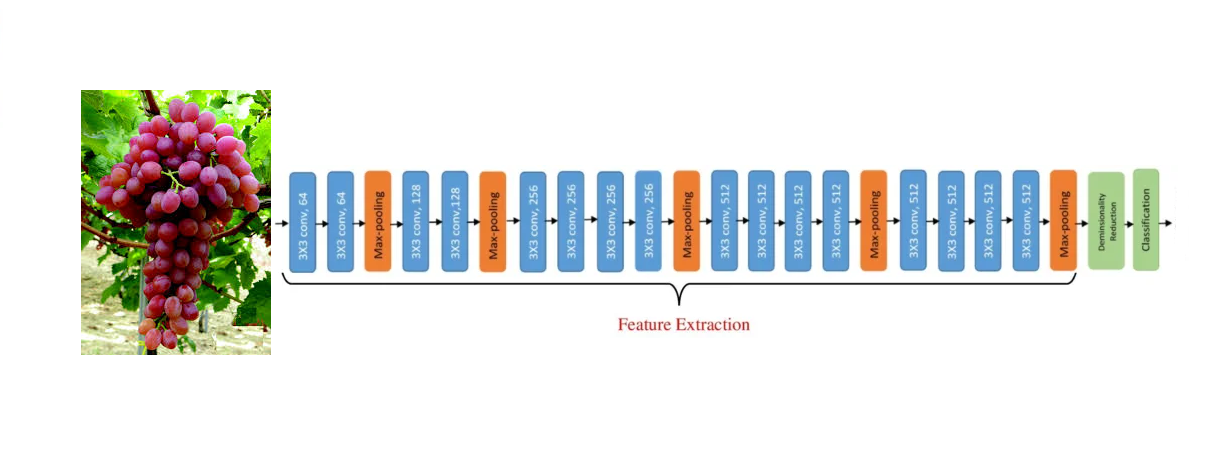 3X3 conv, 64
3X3 conv, 64
Max-pooling
3X3 conv, 128
3X3 conv,128
Max-pooling
3X3 conv, 256
3X3 conv, 256
3X3 conv, 256
3X3 conv, 256
Max-pooling
3X3 conv, 512
3X3 conv, 512
3X3 conv, 512
3X3 conv, 512
Max-pooling
3X3 conv, 512
3X3 conv, 512
3X3 conv, 512
3X3 conv, 512
Max-pooling
Deminsionality
Reduction
Classification
Feature Extraction